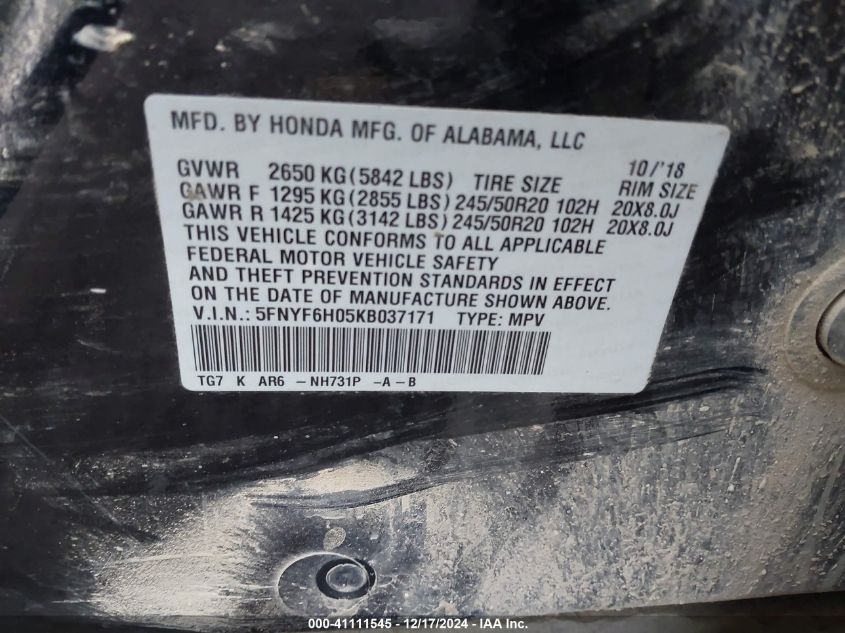 MFD. BY HONDA MFG. OF ALABAMA, LLC
10/'18
GVWR 2650 KG (5842 LBS) TIRE SIZE RIM SIZE
GAWR F 1295 KG (2855 LBS) 245/50R20 102H 20X8.0J
GAWR R 1425 KG (3142 LBS) 245/50R20 102H 20X8.0J
THIS VEHICLE CONFORMS TO ALL APPLICABLE
FEDERAL MOTOR VEHICLE SAFETY
AND THEFT PREVENTION STANDARDS IN EFFECT
ON THE DATE OF MANUFACTURE SHOWN ABOVE.
V.I.N.: 5FNYF6H05KB037171 TYPE: MPV
TG7 K AR6 -NH731P -A-B
000-41111545 - 12/17/2024 - IAA Inc.